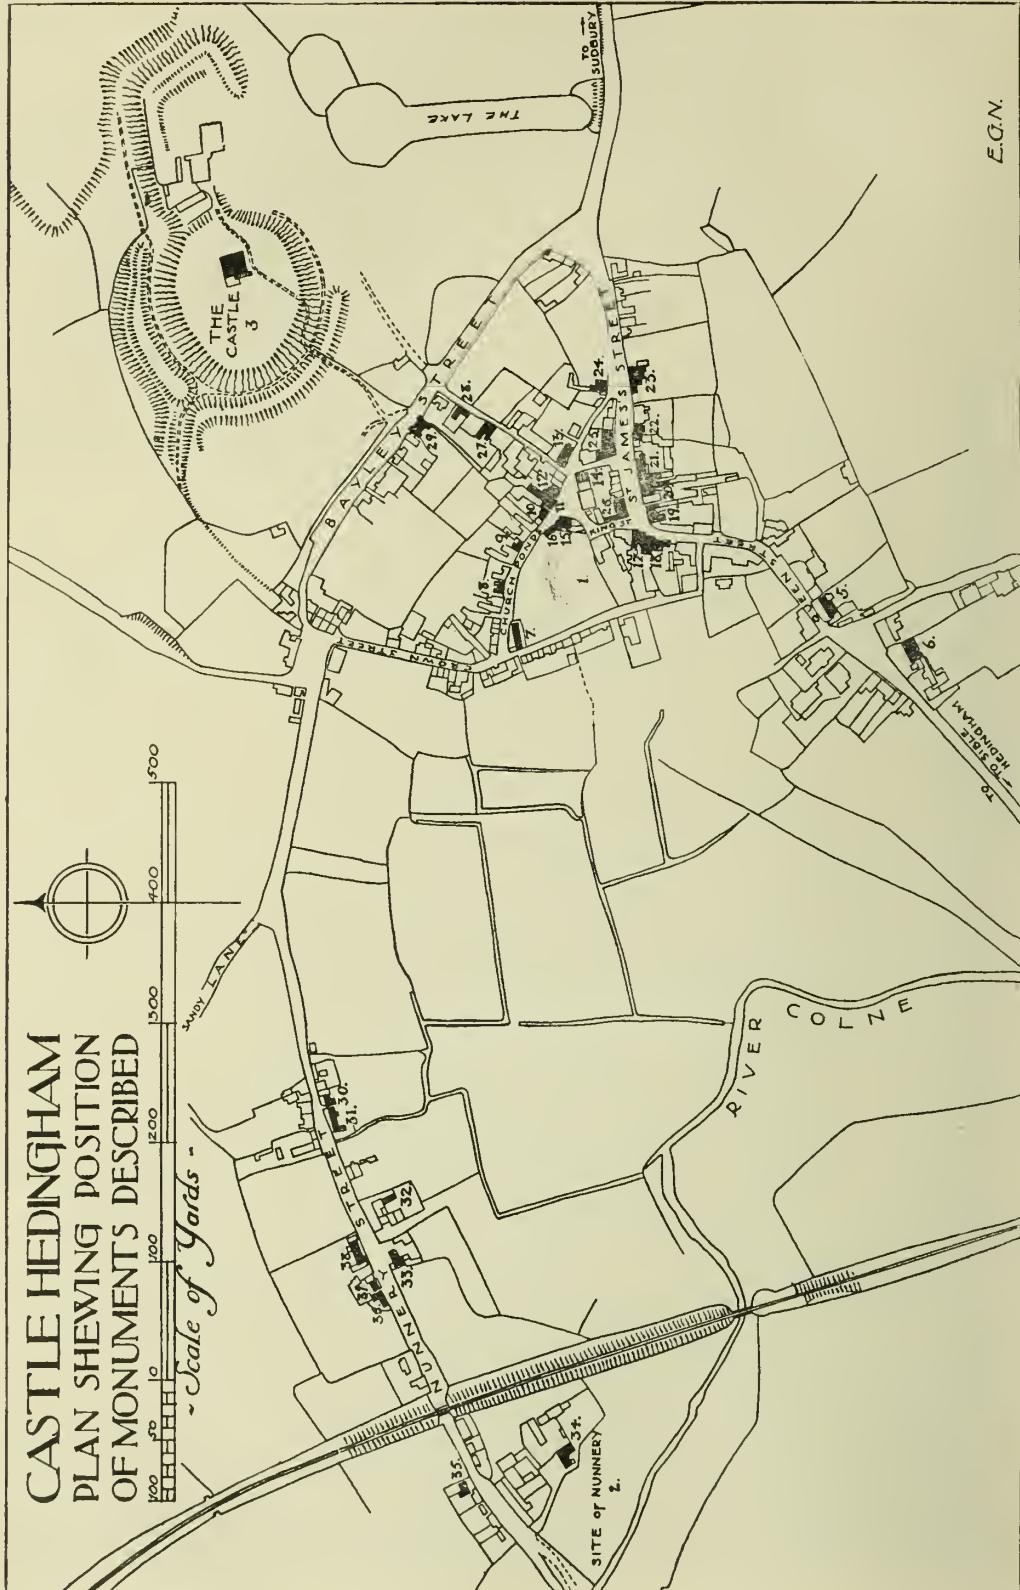 CASTLE HEDINGHAM
PLAN SHEWING POSITION
OF MONUMENTS DESCRIBED
100 50 0 100 200 300 400 500
~ Scale of Yards ~
SANDY LANE
THE
CASTLE
3
THE LAKE
TO →
SUDBURY
BAYLEY STREET
ST JAMES'S STREET
KING ST
CHURCH PONDS
CROWN STREET
QUEEN STREET
NUNNERY STREET
RIVER COLNE
SITE OF NUNNERY
2.
TO
← TO SIBLE
HEDINGHAM
1.
5.
6.
7.
8.
9.
10.
11.
12.
13.
14.
15.
16.
17.
18.
19.
20.
21.
22.
23.
24.
25.
26.
27.
28.
29.
30.
31.
32.
33.
34.
35.
36.
37.
38.
E.G.N.